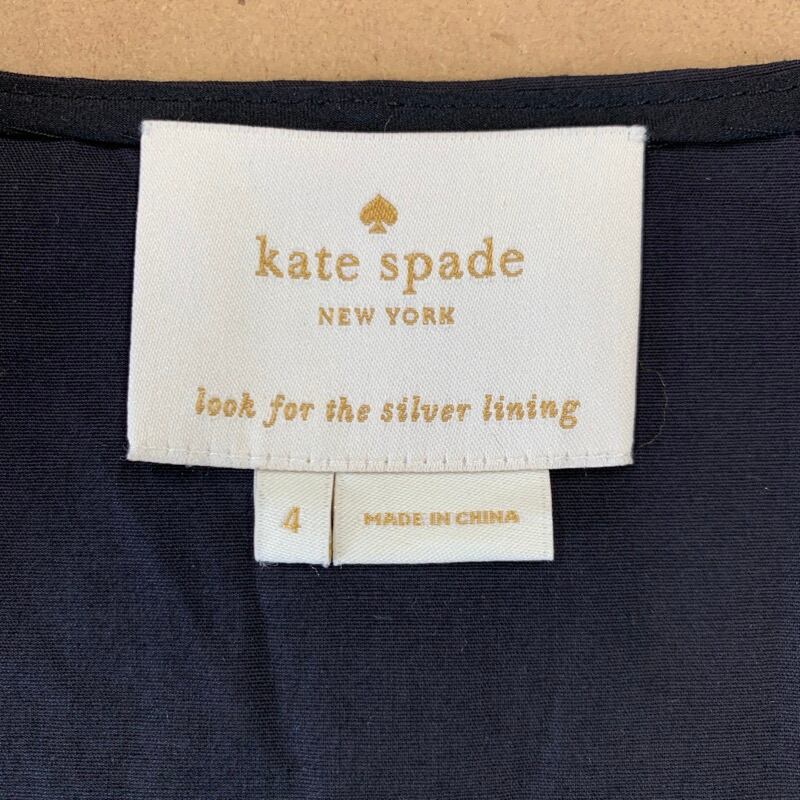 kate spade
NEW YORK
look for the silver lining
4
MADE IN CHINA